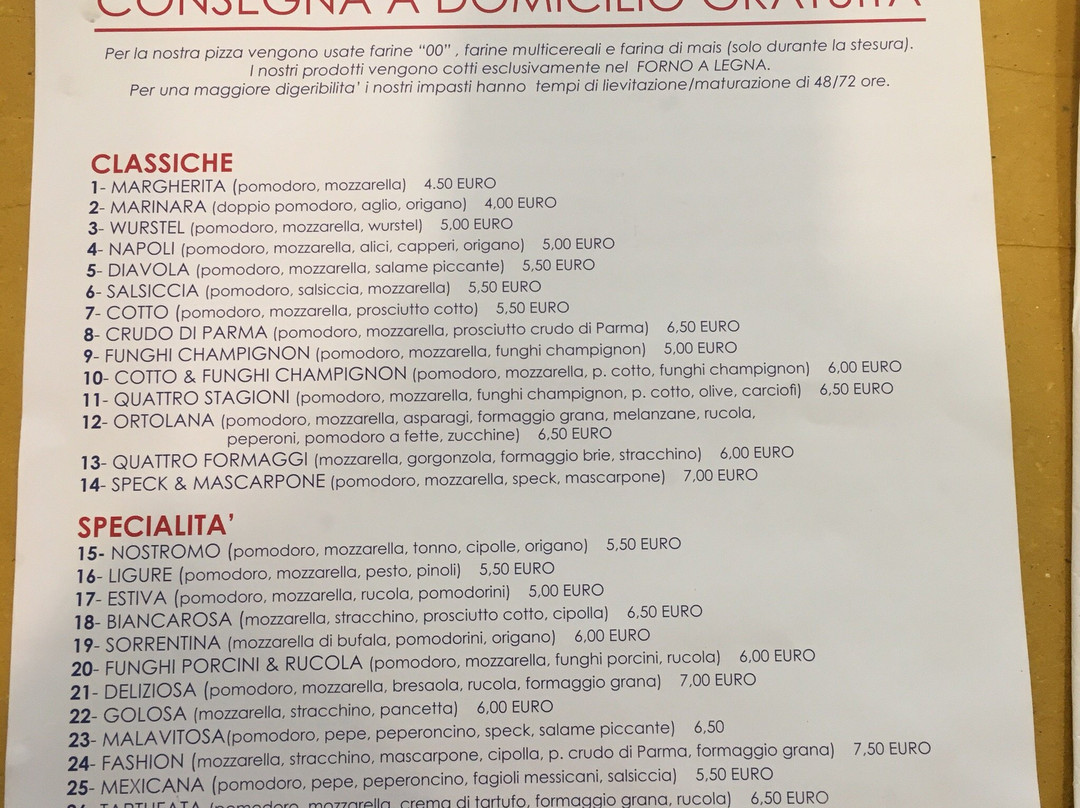 CONSEGNA A DOMICILIO GRATUITA
Per la nostra pizza vengono usate farine “00” , farine multicereali e farina di mais (solo durante la stesura).
I nostri prodotti vengono cotti esclusivamente nel FORNO A LEGNA.
Per una maggiore digeribilita’ i nostri impasti hanno tempi di lievitazione/maturazione di 48/72 ore.
CLASSICHE
1- MARGHERITA (pomodoro, mozzarella) 4.50 EURO
2- MARINARA (doppio pomodoro, aglio, origano) 4,00 EURO
3- WURSTEL (pomodoro, mozzarella, wurstel) 5,00 EURO
4- NAPOLI (pomodoro, mozzarella, alici, capperi, origano) 5,00 EURO
5- DIAVOLA (pomodoro, mozzarella, salame piccante) 5,50 EURO
6- SALSICCIA (pomodoro, salsiccia, mozzarella) 5,50 EURO
7- COTTO (pomodoro, mozzarella, prosciutto cotto) 5,50 EURO
8- CRUDO DI PARMA (pomodoro, mozzarella, prosciutto crudo di Parma) 6,50 EURO
9- FUNGHI CHAMPIGNON (pomodoro, mozzarella, funghi champignon) 5,00 EURO
10- COTTO & FUNGHI CHAMPIGNON (pomodoro, mozzarella, p. cotto, funghi champignon) 6,00 EURO
11- QUATTRO STAGIONI (pomodoro, mozzarella, funghi champignon, p. cotto, olive, carciofi) 6,50 EURO
12- ORTOLANA (pomodoro, mozzarella, asparagi, formaggio grana, melanzane, rucola,
peperoni, pomodoro a fette, zucchine) 6,50 EURO
13- QUATTRO FORMAGGI (mozzarella, gorgonzola, formaggio brie, stracchino) 6,00 EURO
14- SPECK & MASCARPONE (pomodoro, mozzarella, speck, mascarpone) 7,00 EURO
SPECIALITA’
15- NOSTROMO (pomodoro, mozzarella, tonno, cipolle, origano) 5,50 EURO
16- LIGURE (pomodoro, mozzarella, pesto, pinoli) 5,50 EURO
17- ESTIVA (pomodoro, mozzarella, rucola, pomodorini) 5,00 EURO
18- BIANCAROSA (mozzarella, stracchino, prosciutto cotto, cipolla) 6,50 EURO
19- SORRENTINA (mozzarella di bufala, pomodorini, origano) 6,00 EURO
20- FUNGHI PORCINI & RUCOLA (pomodoro, mozzarella, funghi porcini, rucola) 6,00 EURO
21- DELIZIOSA (pomodoro, mozzarella, bresaola, rucola, formaggio grana) 7,00 EURO
22- GOLOSA (mozzarella, stracchino, pancetta) 6,00 EURO
23- MALAVITOSA(pomodoro, pepe, peperoncino, speck, salame piccante) 6,50
24- FASHION (mozzarella, stracchino, mascarpone, cipolla, p. crudo di Parma, formaggio grana) 7,50 EURO
25- MEXICANA (pomodoro, pepe, peperoncino, fagioli messicani, salsiccia) 5,50 EURO
26- TARTUFATA (pomodoro, mozzarella, crema di tartufo, formaggio grana, rucola) 6,50 EURO